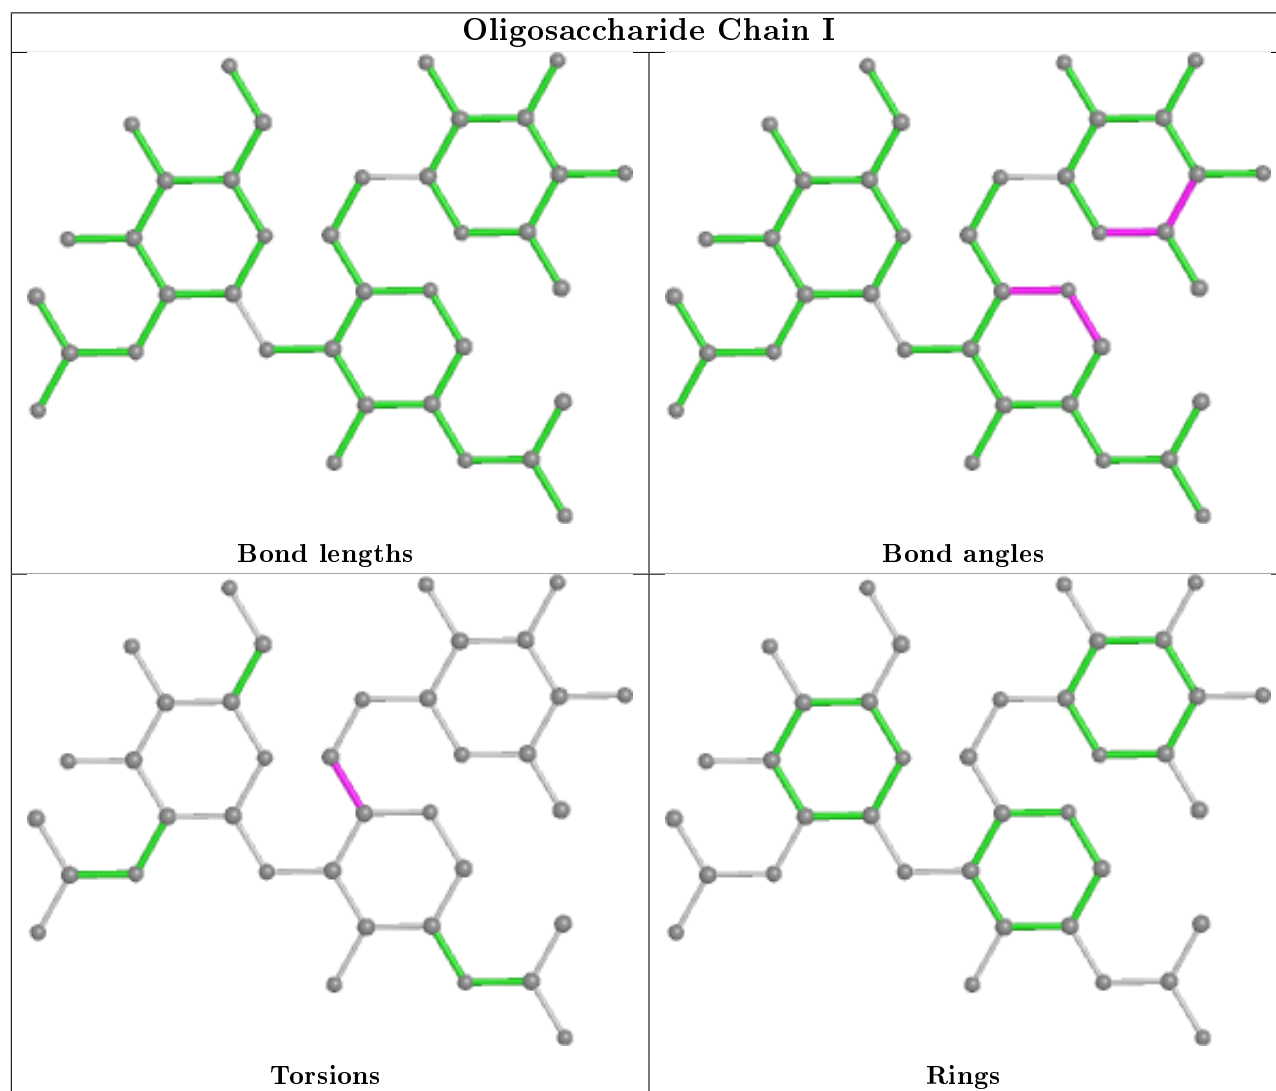 Oligosaccharide Chain I
Bond lengths
Bond angles
Torsions
Rings